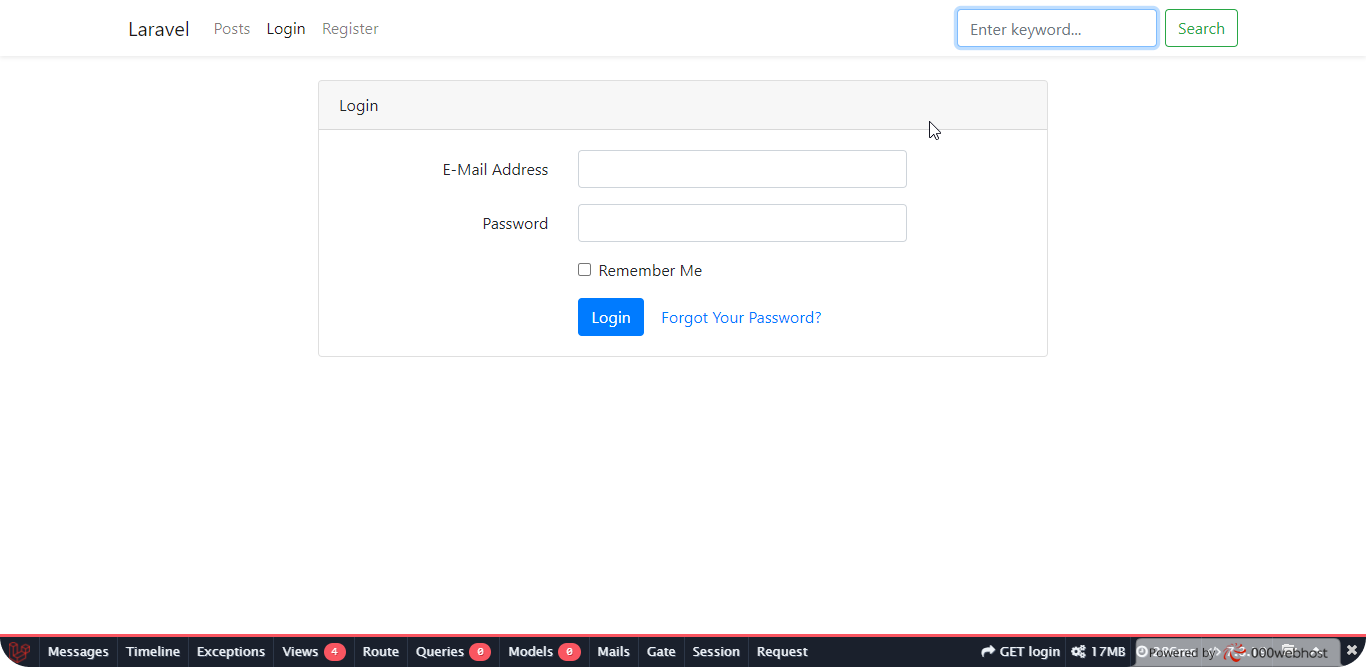 Laravel Posts Login Register Enter keyword... Search
Login
E-Mail Address
Password
Remember Me
Login Forgot Your Password?
Messages Timeline Exceptions Views 4 Route Queries 0 Models 0 Mails Gate Session Request GET login 17MB Powered by 000webhost